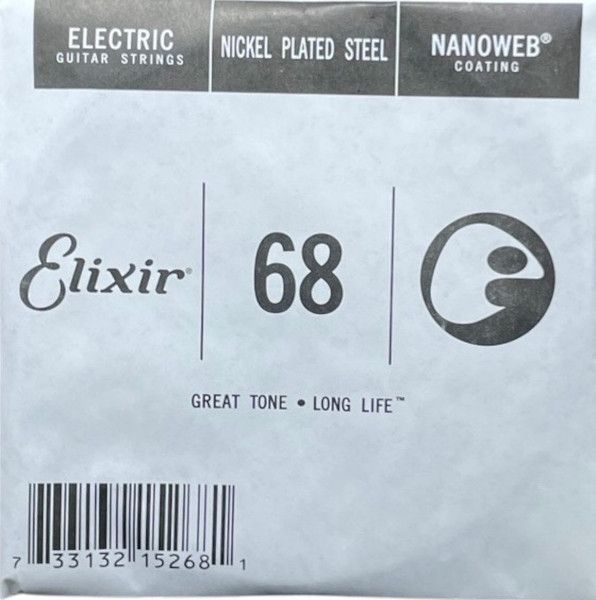 ELECTRIC
GUITAR STRINGS
NICKEL PLATED STEEL
NANOWEB®
COATING
Elixir®
68
GREAT TONE • LONG LIFE™
7 33132 15268 1